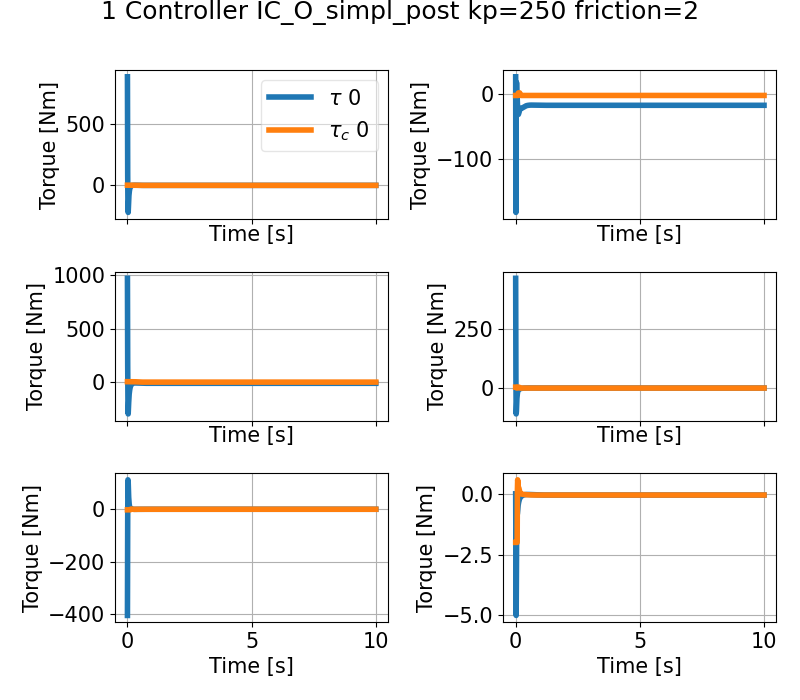 1 Controller IC_O_simpl_post kp=250 friction=2
Torque [Nm]
500
0
τ 0
τc 0
Time [s]
Torque [Nm]
0
−100
Time [s]
Torque [Nm]
1000
500
0
Time [s]
Torque [Nm]
250
0
Time [s]
Torque [Nm]
0
−200
−400
0 5 10
Time [s]
Torque [Nm]
0.0
−2.5
−5.0
0 5 10
Time [s]